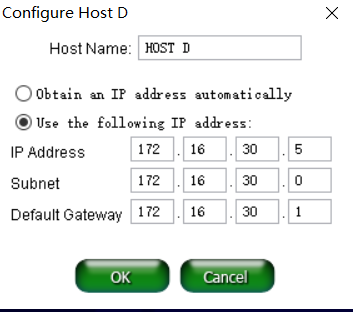 Configure Host D
Host Name: HOST D
Obtain an IP address automatically
Use the following IP address:
IP Address 172 . 16 . 30 . 5
Subnet 172 . 16 . 30 . 0
Default Gateway 172 . 16 . 30 . 1
OK Cancel